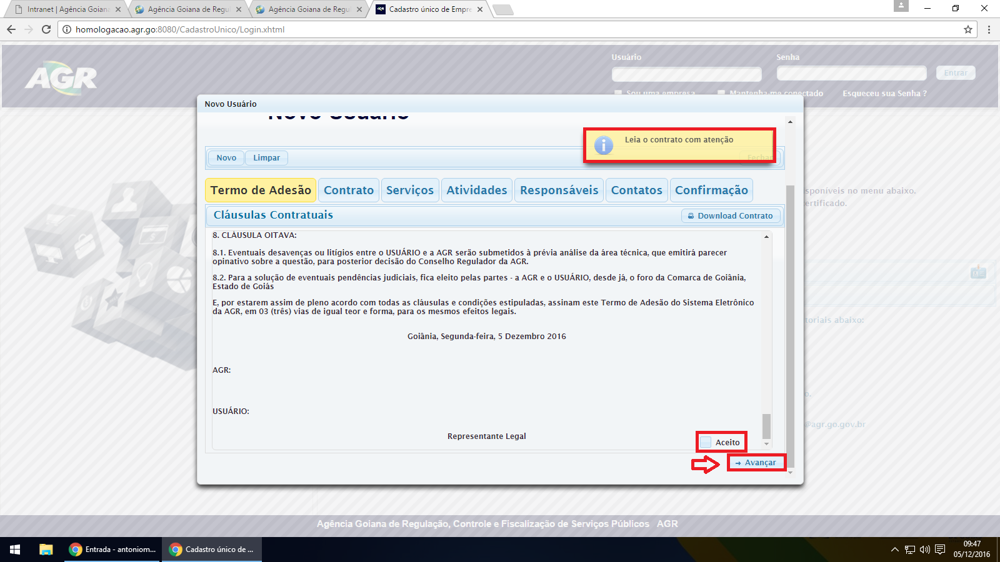 Intranet | Agência Goiana
Agência Goiana de Regul
Agência Goiana de Regul
Cadastro único de Empre
homologacao.agr.go:8080/CadastroUnico/Login.xhtml
AGR
Usuário
Senha
Entrar
Sou uma empresa
Mantenha-me conectado
Esqueceu sua Senha ?
Novo Usuário
Novo Usuário
Leia o contrato com atenção
Novo
Limpar
Fechar
Termo de Adesão
Contrato
Serviços
Atividades
Responsáveis
Contatos
Confirmação
sponíveis no menu abaixo.
ertificado.
Cláusulas Contratuais
Download Contrato
8. CLÁUSULA OITAVA:
8.1. Eventuais desavenças ou litígios entre o USUÁRIO e a AGR serão submetidos à prévia análise da área técnica, que emitirá parecer
opinativo sobre a questão, para posterior decisão do Conselho Regulador da AGR.
8.2. Para a solução de eventuais pendências judiciais, fica eleito pelas partes - a AGR e o USUÁRIO, desde já, o foro da Comarca de Goiânia,
Estado de Goiás
E, por estarem assim de pleno acordo com todas as cláusulas e condições estipuladas, assinam este Termo de Adesão do Sistema Eletrônico
da AGR, em 03 (três) vias de igual teor e forma, para os mesmos efeitos legais.
toriais abaixo:
Goiânia, Segunda-feira, 5 Dezembro 2016
AGR:
o.
USUÁRIO:
@agr.go.gov.br
Representante Legal
Aceito
Avançar
Agência Goiana de Regulação, Controle e Fiscalização de Serviços Públicos AGR
Entrada - antoniom...
Cadastro único de ...
09:47
05/12/2016